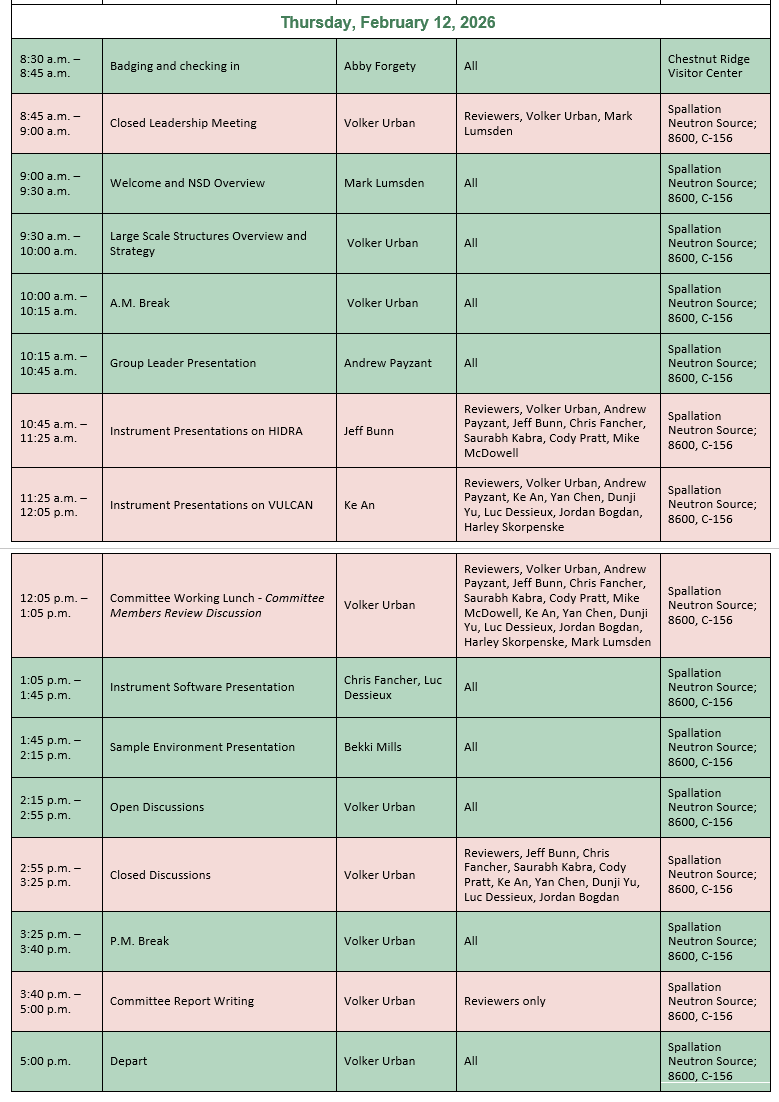 Thursday, February 12, 2026
8:30 a.m. –
8:45 a.m.
Badging and checking in
Abby Forgety
All
Chestnut Ridge
Visitor Center
8:45 a.m. –
9:00 a.m.
Closed Leadership Meeting
Volker Urban
Reviewers, Volker Urban, Mark
Lumsden
Spallation
Neutron Source;
8600, C-156
9:00 a.m. –
9:30 a.m.
Welcome and NSD Overview
Mark Lumsden
All
Spallation
Neutron Source;
8600, C-156
9:30 a.m. –
10:00 a.m.
Large Scale Structures Overview and
Strategy
Volker Urban
All
Spallation
Neutron Source;
8600, C-156
10:00 a.m. –
10:15 a.m.
A.M. Break
Volker Urban
All
Spallation
Neutron Source;
8600, C-156
10:15 a.m. –
10:45 a.m.
Group Leader Presentation
Andrew Payzant
All
Spallation
Neutron Source;
8600, C-156
10:45 a.m. –
11:25 a.m.
Instrument Presentations on HIDRA
Jeff Bunn
Reviewers, Volker Urban, Andrew
Payzant, Jeff Bunn, Chris Fancher,
Saurabh Kabra, Cody Pratt, Mike
McDowell
Spallation
Neutron Source;
8600, C-156
11:25 a.m. –
12:05 p.m.
Instrument Presentations on VULCAN
Ke An
Reviewers, Volker Urban, Andrew
Payzant, Ke An, Yan Chen, Dunji
Yu, Luc Dessieux, Jordan Bogdan,
Harley Skorpenske
Spallation
Neutron Source;
8600, C-156
12:05 p.m. –
1:05 p.m.
Committee Working Lunch - Committee
Members Review Discussion
Volker Urban
Reviewers, Volker Urban, Andrew
Payzant, Jeff Bunn, Chris Fancher,
Saurabh Kabra, Cody Pratt, Mike
McDowell, Ke An, Yan Chen, Dunji
Yu, Luc Dessieux, Jordan Bogdan,
Harley Skorpenske, Mark Lumsden
Spallation
Neutron Source;
8600, C-156
1:05 p.m. –
1:45 p.m.
Instrument Software Presentation
Chris Fancher, Luc
Dessieux
All
Spallation
Neutron Source;
8600, C-156
1:45 p.m. –
2:15 p.m.
Sample Environment Presentation
Bekki Mills
All
Spallation
Neutron Source;
8600, C-156
2:15 p.m. –
2:55 p.m.
Open Discussions
Volker Urban
All
Spallation
Neutron Source;
8600, C-156
2:55 p.m. –
3:25 p.m.
Closed Discussions
Volker Urban
Reviewers, Jeff Bunn, Chris
Fancher, Saurabh Kabra, Cody
Pratt, Ke An, Yan Chen, Dunji Yu,
Luc Dessieux, Jordan Bogdan
Spallation
Neutron Source;
8600, C-156
3:25 p.m. –
3:40 p.m.
P.M. Break
Volker Urban
All
Spallation
Neutron Source;
8600, C-156
3:40 p.m. –
5:00 p.m.
Committee Report Writing
Volker Urban
Reviewers only
Spallation
Neutron Source;
8600, C-156
5:00 p.m.
Depart
Volker Urban
All
Spallation
Neutron Source;
8600, C-156